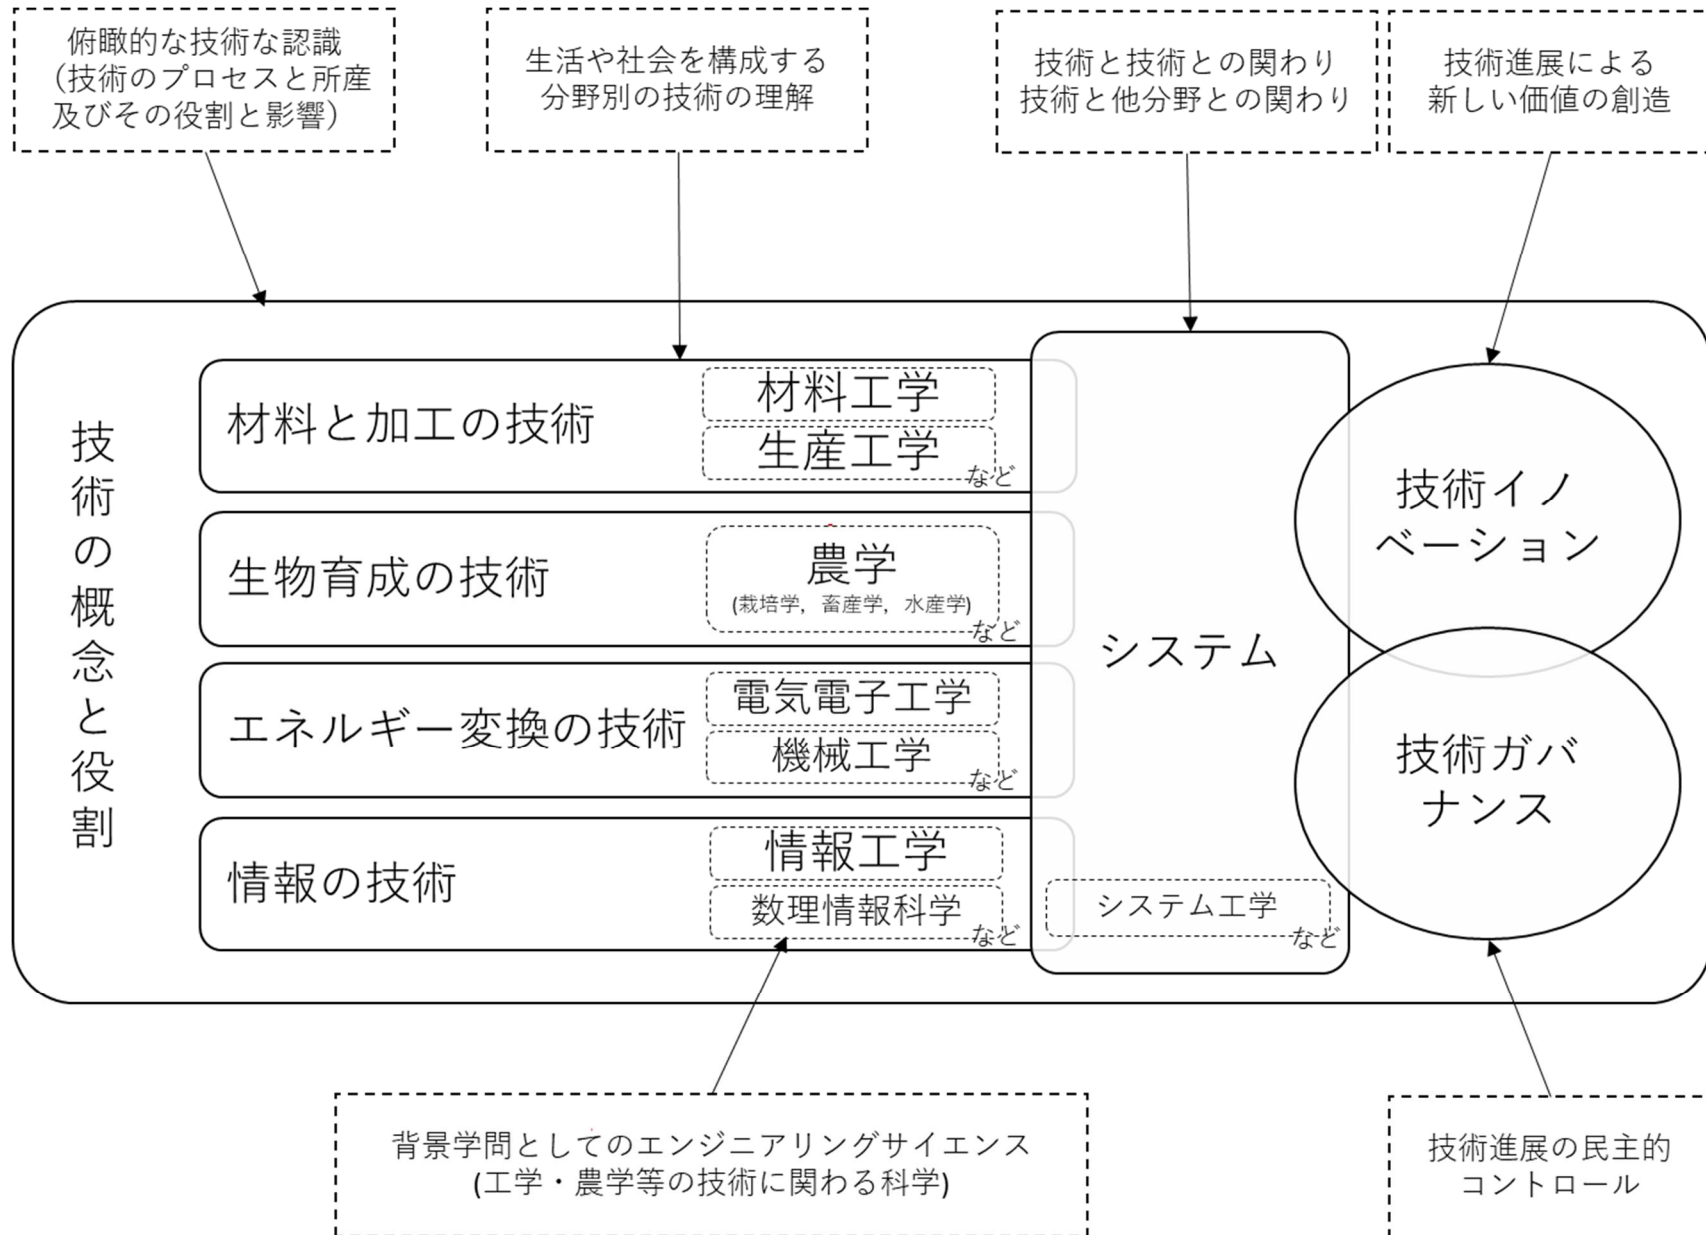 俯瞰的な技術な認識
（技術のプロセスと所産
及びその役割と影響）
生活や社会を構成する
分野別の技術の理解
技術と技術との関わり
技術と他分野との関わり
技術進展による
新しい価値の創造
技術の概念と役割
材料と加工の技術
材料工学
生産工学
など
生物育成の技術
農学
(栽培学，畜産学，水産学)
など
エネルギー変換の技術
電気電子工学
機械工学
など
情報の技術
情報工学
数理情報科学
など
システム
システム工学
など
技術イノ
ベーション
技術ガバ
ナンス
背景学問としてのエンジニアリングサイエンス
(工学・農学等の技術に関わる科学)
技術進展の民主的
コントロール